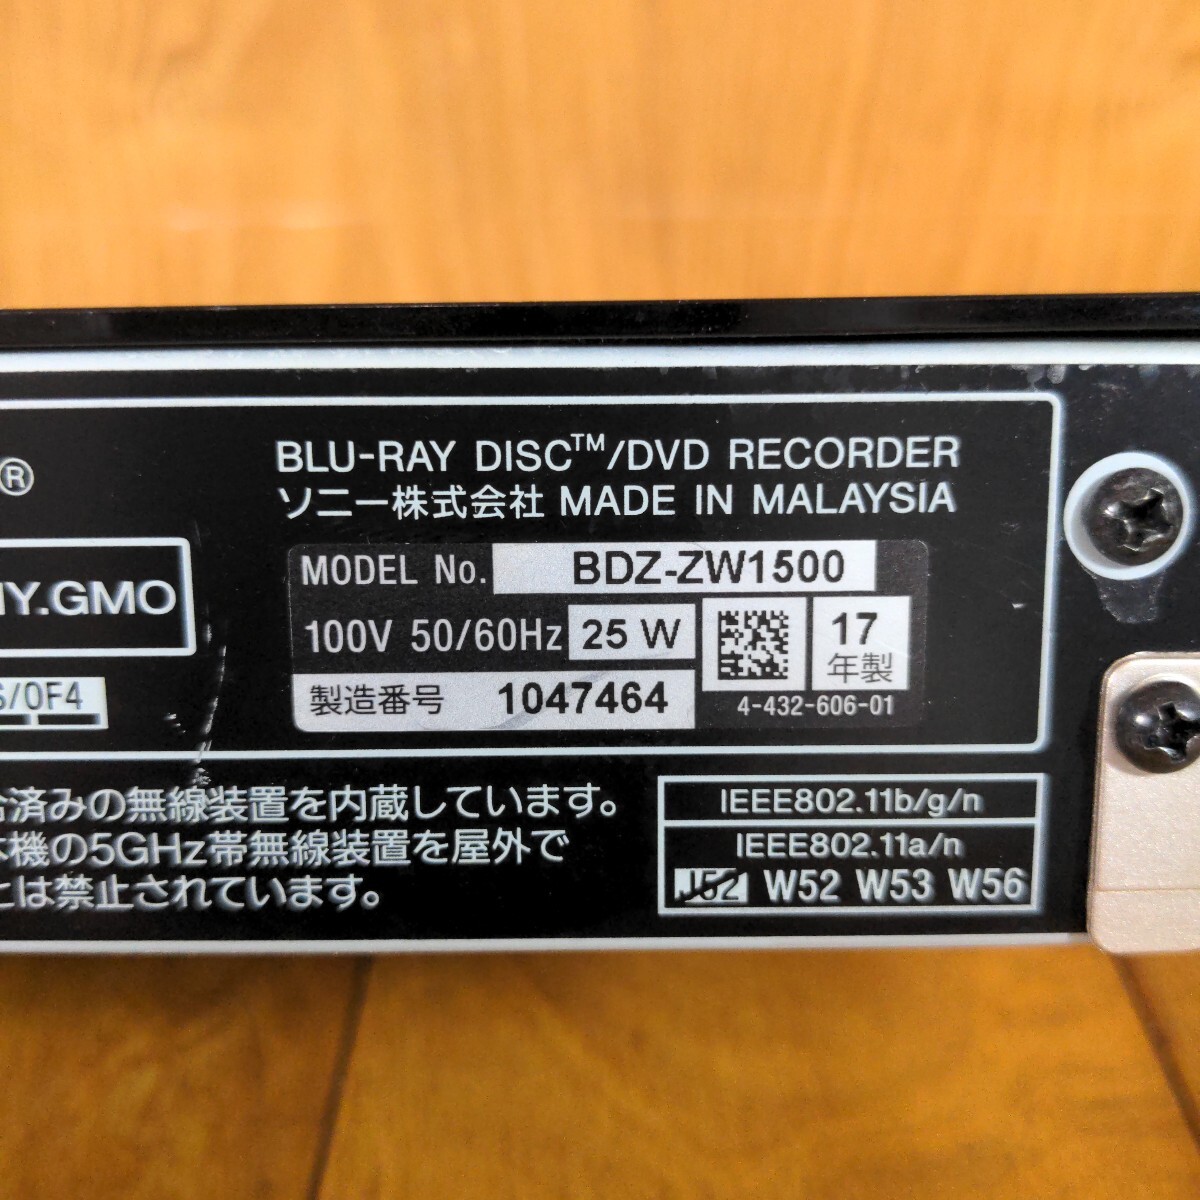 ®
BLU-RAY DISC™/DVD RECORDER
ソニー株式会社 MADE IN MALAYSIA
MODEL No. BDZ-ZW1500
.GMO
100V 50/60Hz 25 W
17
年製
製造番号 1047464
4-432-606-01
/0F4
済みの無線装置を内蔵しています。
機の5GHz帯無線装置を屋外で
とは禁止されています。
IEEE802.11b/g/n
IEEE802.11a/n
J52 W52 W53 W56